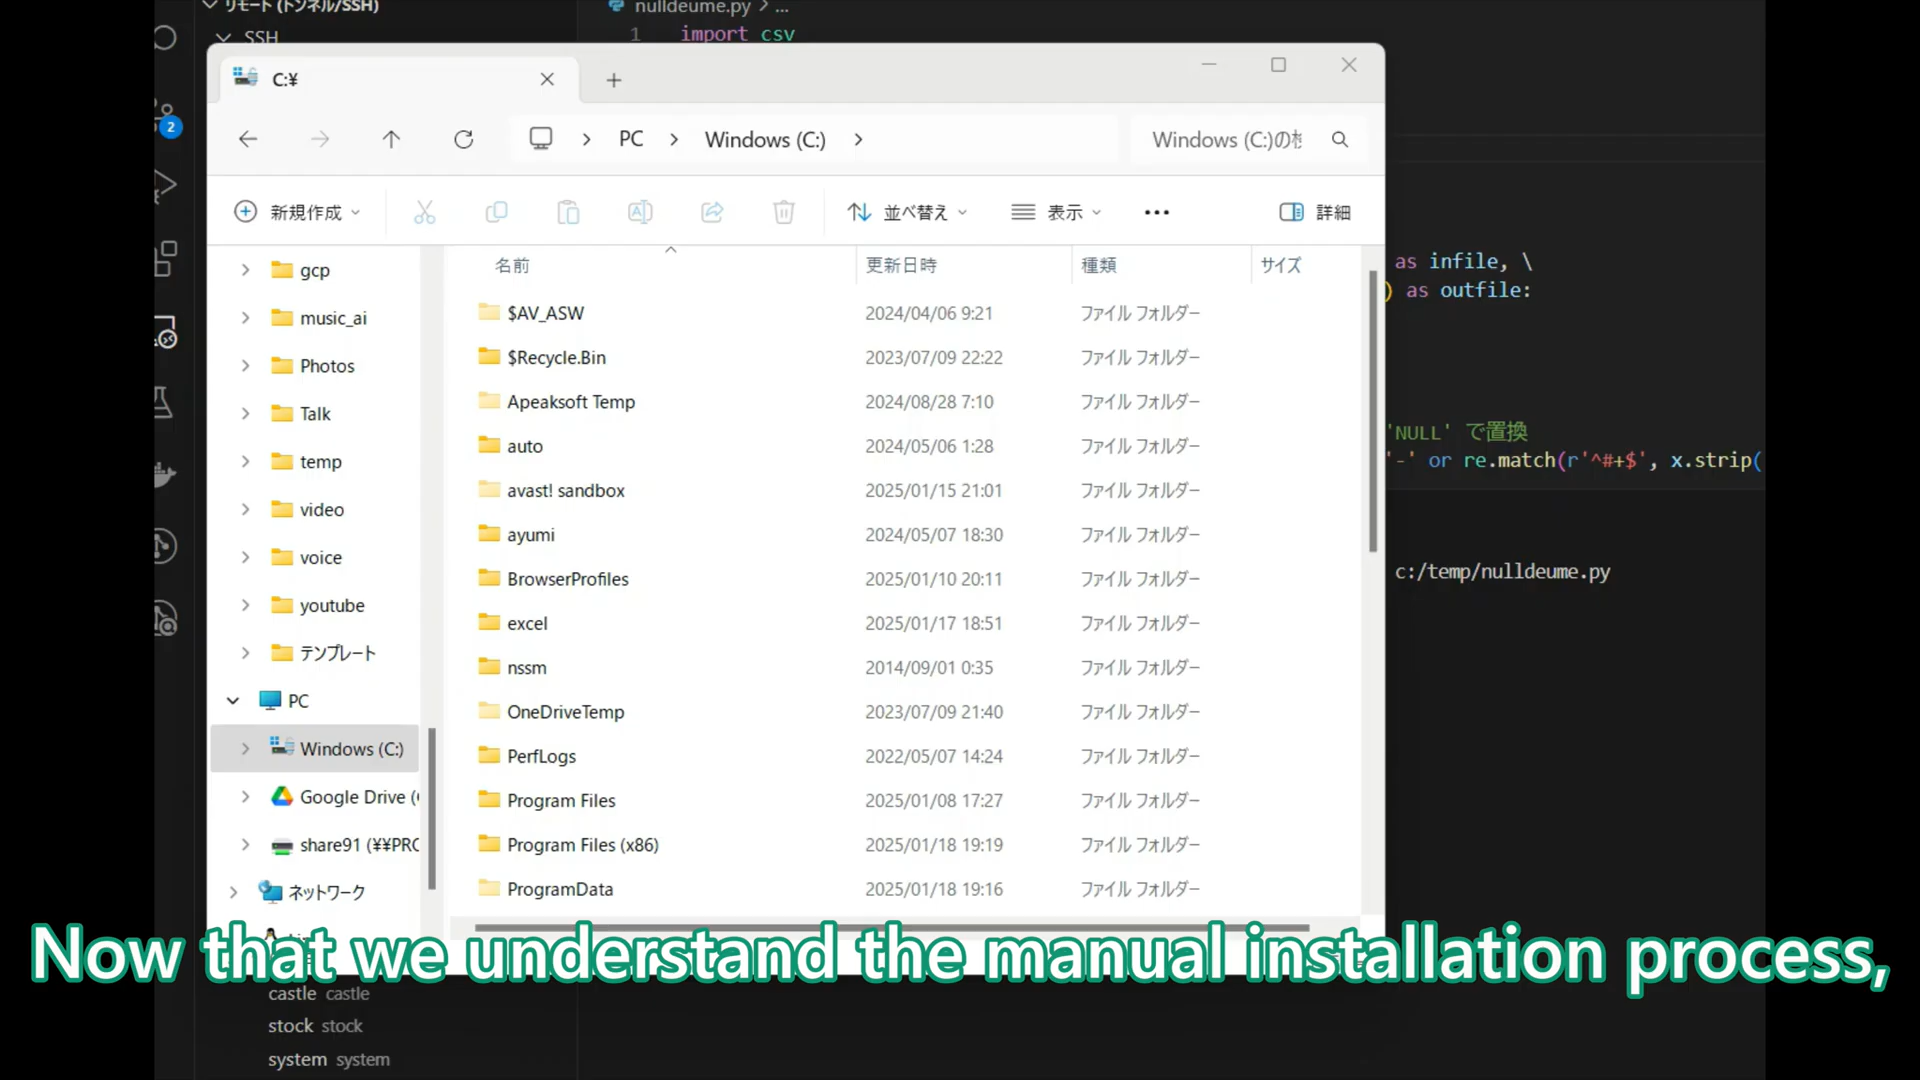 リモート (トンネル/SSH)
SSH
nulldeume.py > ...
1 import csv
C:¥
PC > Windows (C:) >
Windows (C:)の検
新規作成
並べ替え
表示
詳細
2
gcp
music_ai
Photos
Talk
temp
video
voice
youtube
テンプレート
PC
Windows (C:)
Google Drive (
share91 (¥¥PRC
ネットワーク
名前 更新日時 種類 サイズ
$AV_ASW 2024/04/06 9:21 ファイル フォルダー
$Recycle.Bin 2023/07/09 22:22 ファイル フォルダー
Apeaksoft Temp 2024/08/28 7:10 ファイル フォルダー
auto 2024/05/06 1:28 ファイル フォルダー
avast! sandbox 2025/01/15 21:01 ファイル フォルダー
ayumi 2024/05/07 18:30 ファイル フォルダー
BrowserProfiles 2025/01/10 20:11 ファイル フォルダー
excel 2025/01/17 18:51 ファイル フォルダー
nssm 2014/09/01 0:35 ファイル フォルダー
OneDriveTemp 2023/07/09 21:40 ファイル フォルダー
PerfLogs 2022/05/07 14:24 ファイル フォルダー
Program Files 2025/01/08 17:27 ファイル フォルダー
Program Files (x86) 2025/01/18 19:19 ファイル フォルダー
ProgramData 2025/01/18 19:16 ファイル フォルダー
as infile, \
) as outfile:
'NULL' で置換
'-' or re.match(r'^#+$', x.strip(
c:/temp/nulldeume.py
Now that we understand the manual installation process,
castle castle
stock stock
system system